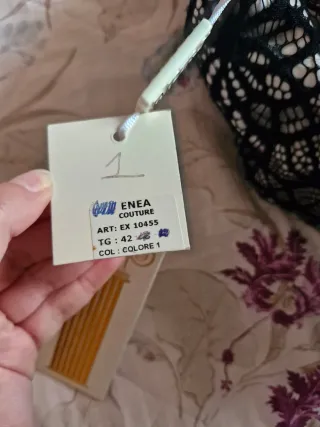 1
ENEA
COUTURE
ART: EX 10455
TG : 42
COL : COLORE 1